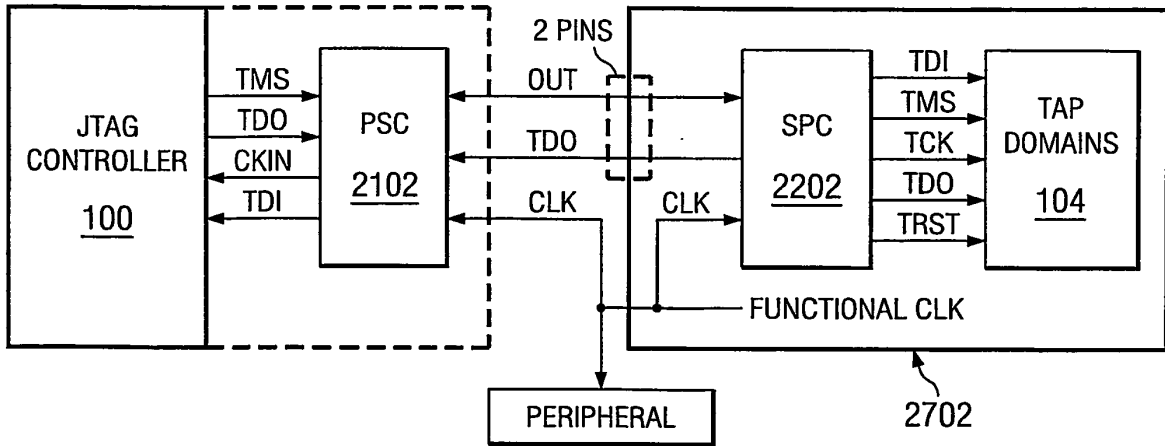 2 PINS
JTAG
CONTROLLER
100
TMS
TDO
CKIN
TDI
PSC
2102
OUT
TDO
CLK
CLK
SPC
2202
TDI
TMS
TCK
TDO
TRST
TAP
DOMAINS
104
FUNCTIONAL CLK
PERIPHERAL
2702